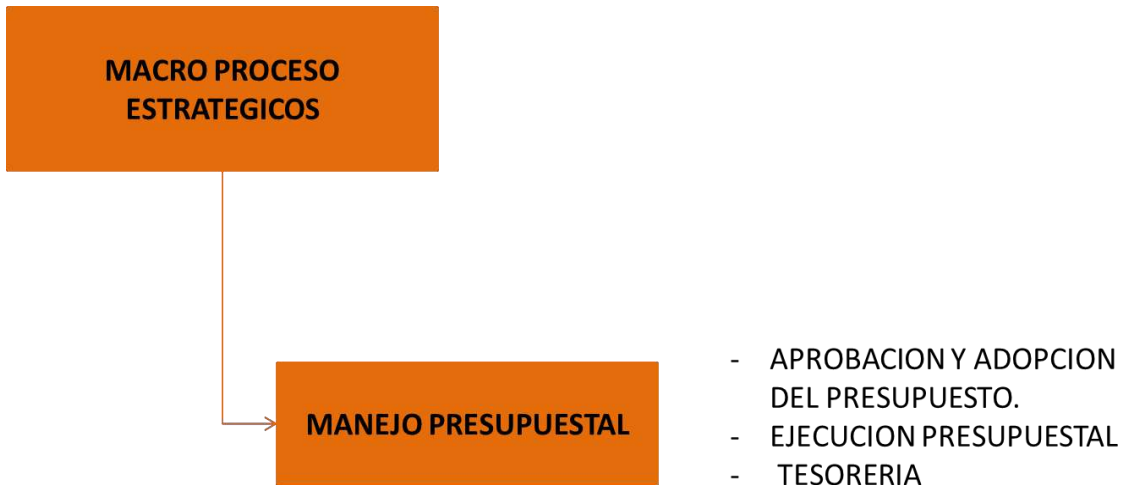 MACRO PROCESO
ESTRATEGICOS
MANEJO PRESUPUESTAL
- APROBACION Y ADOPCION
DEL PRESUPUESTO.
- EJECUCION PRESUPUESTAL
- TESORERIA